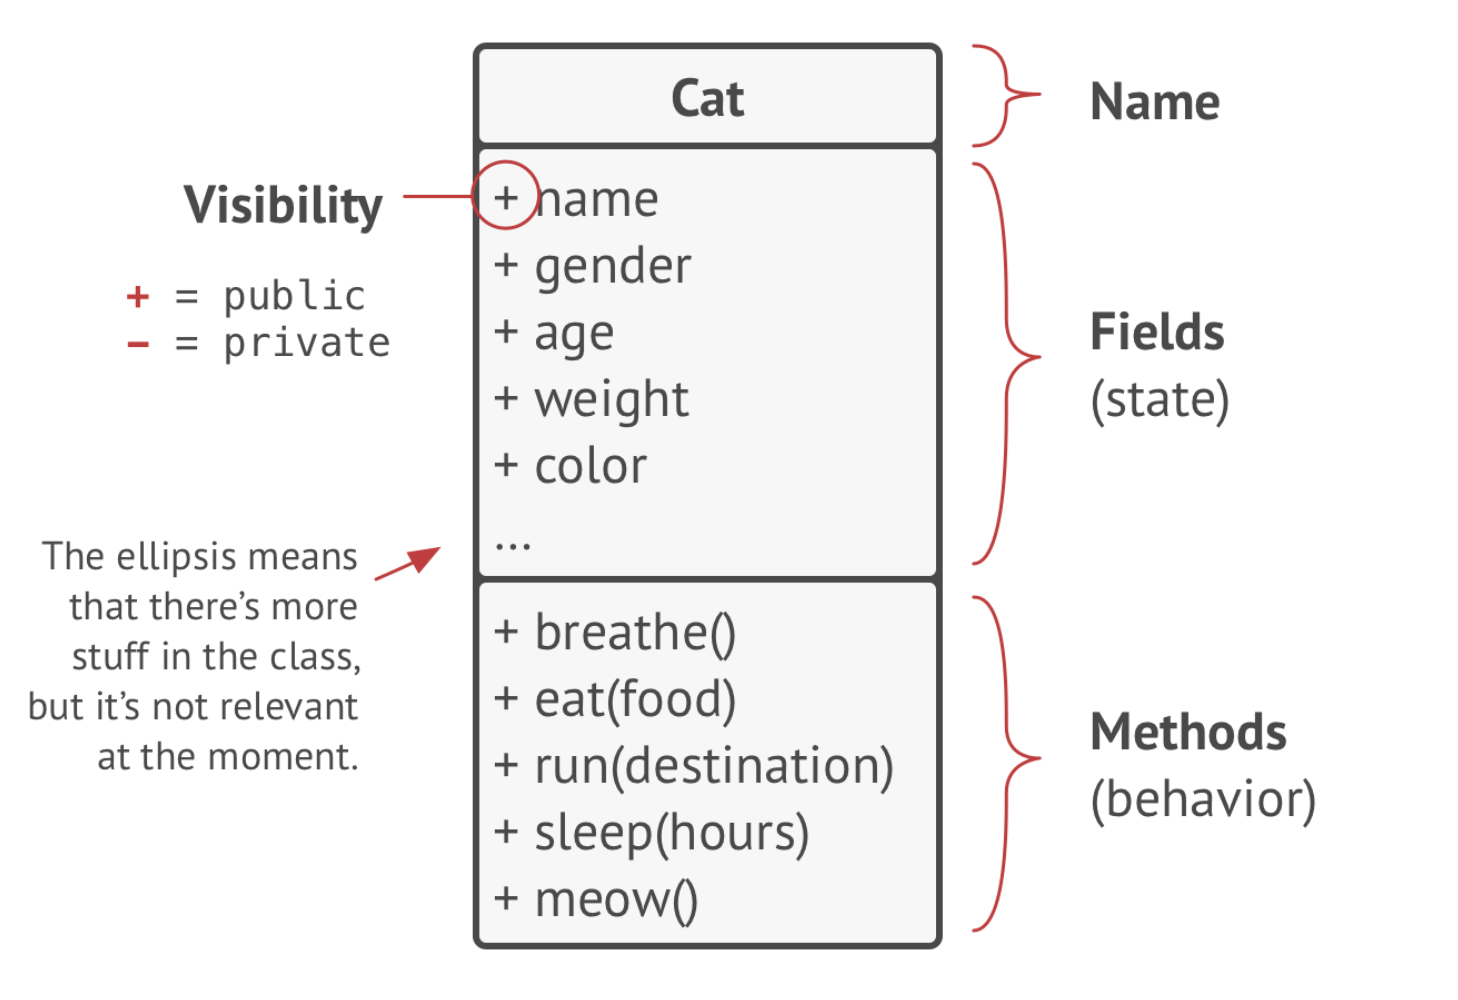 Cat
Name
Visibility
+ = public
− = private
+ name
+ gender
+ age
+ weight
+ color
...
Fields
(state)
The ellipsis means
that there’s more
stuff in the class,
but it’s not relevant
at the moment.
+ breathe()
+ eat(food)
+ run(destination)
+ sleep(hours)
+ meow()
Methods
(behavior)